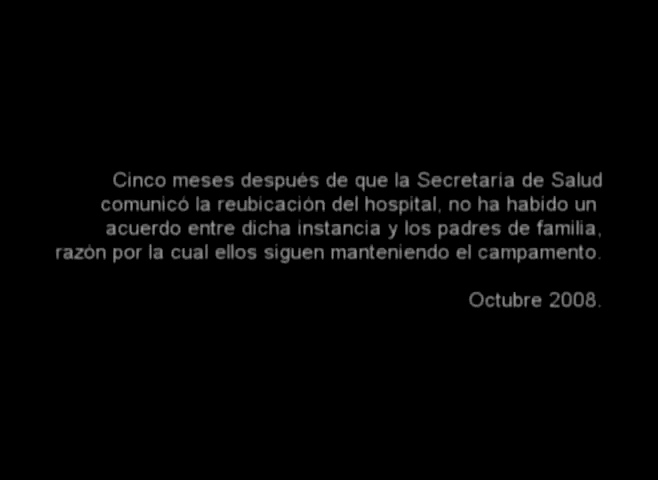 Cinco meses después de que la Secretaría de Salud
comunicó la reubicación del hospital, no ha habido un
acuerdo entre dicha instancia y los padres de familia,
razón por la cual ellos siguen manteniendo el campamento.
Octubre 2008.